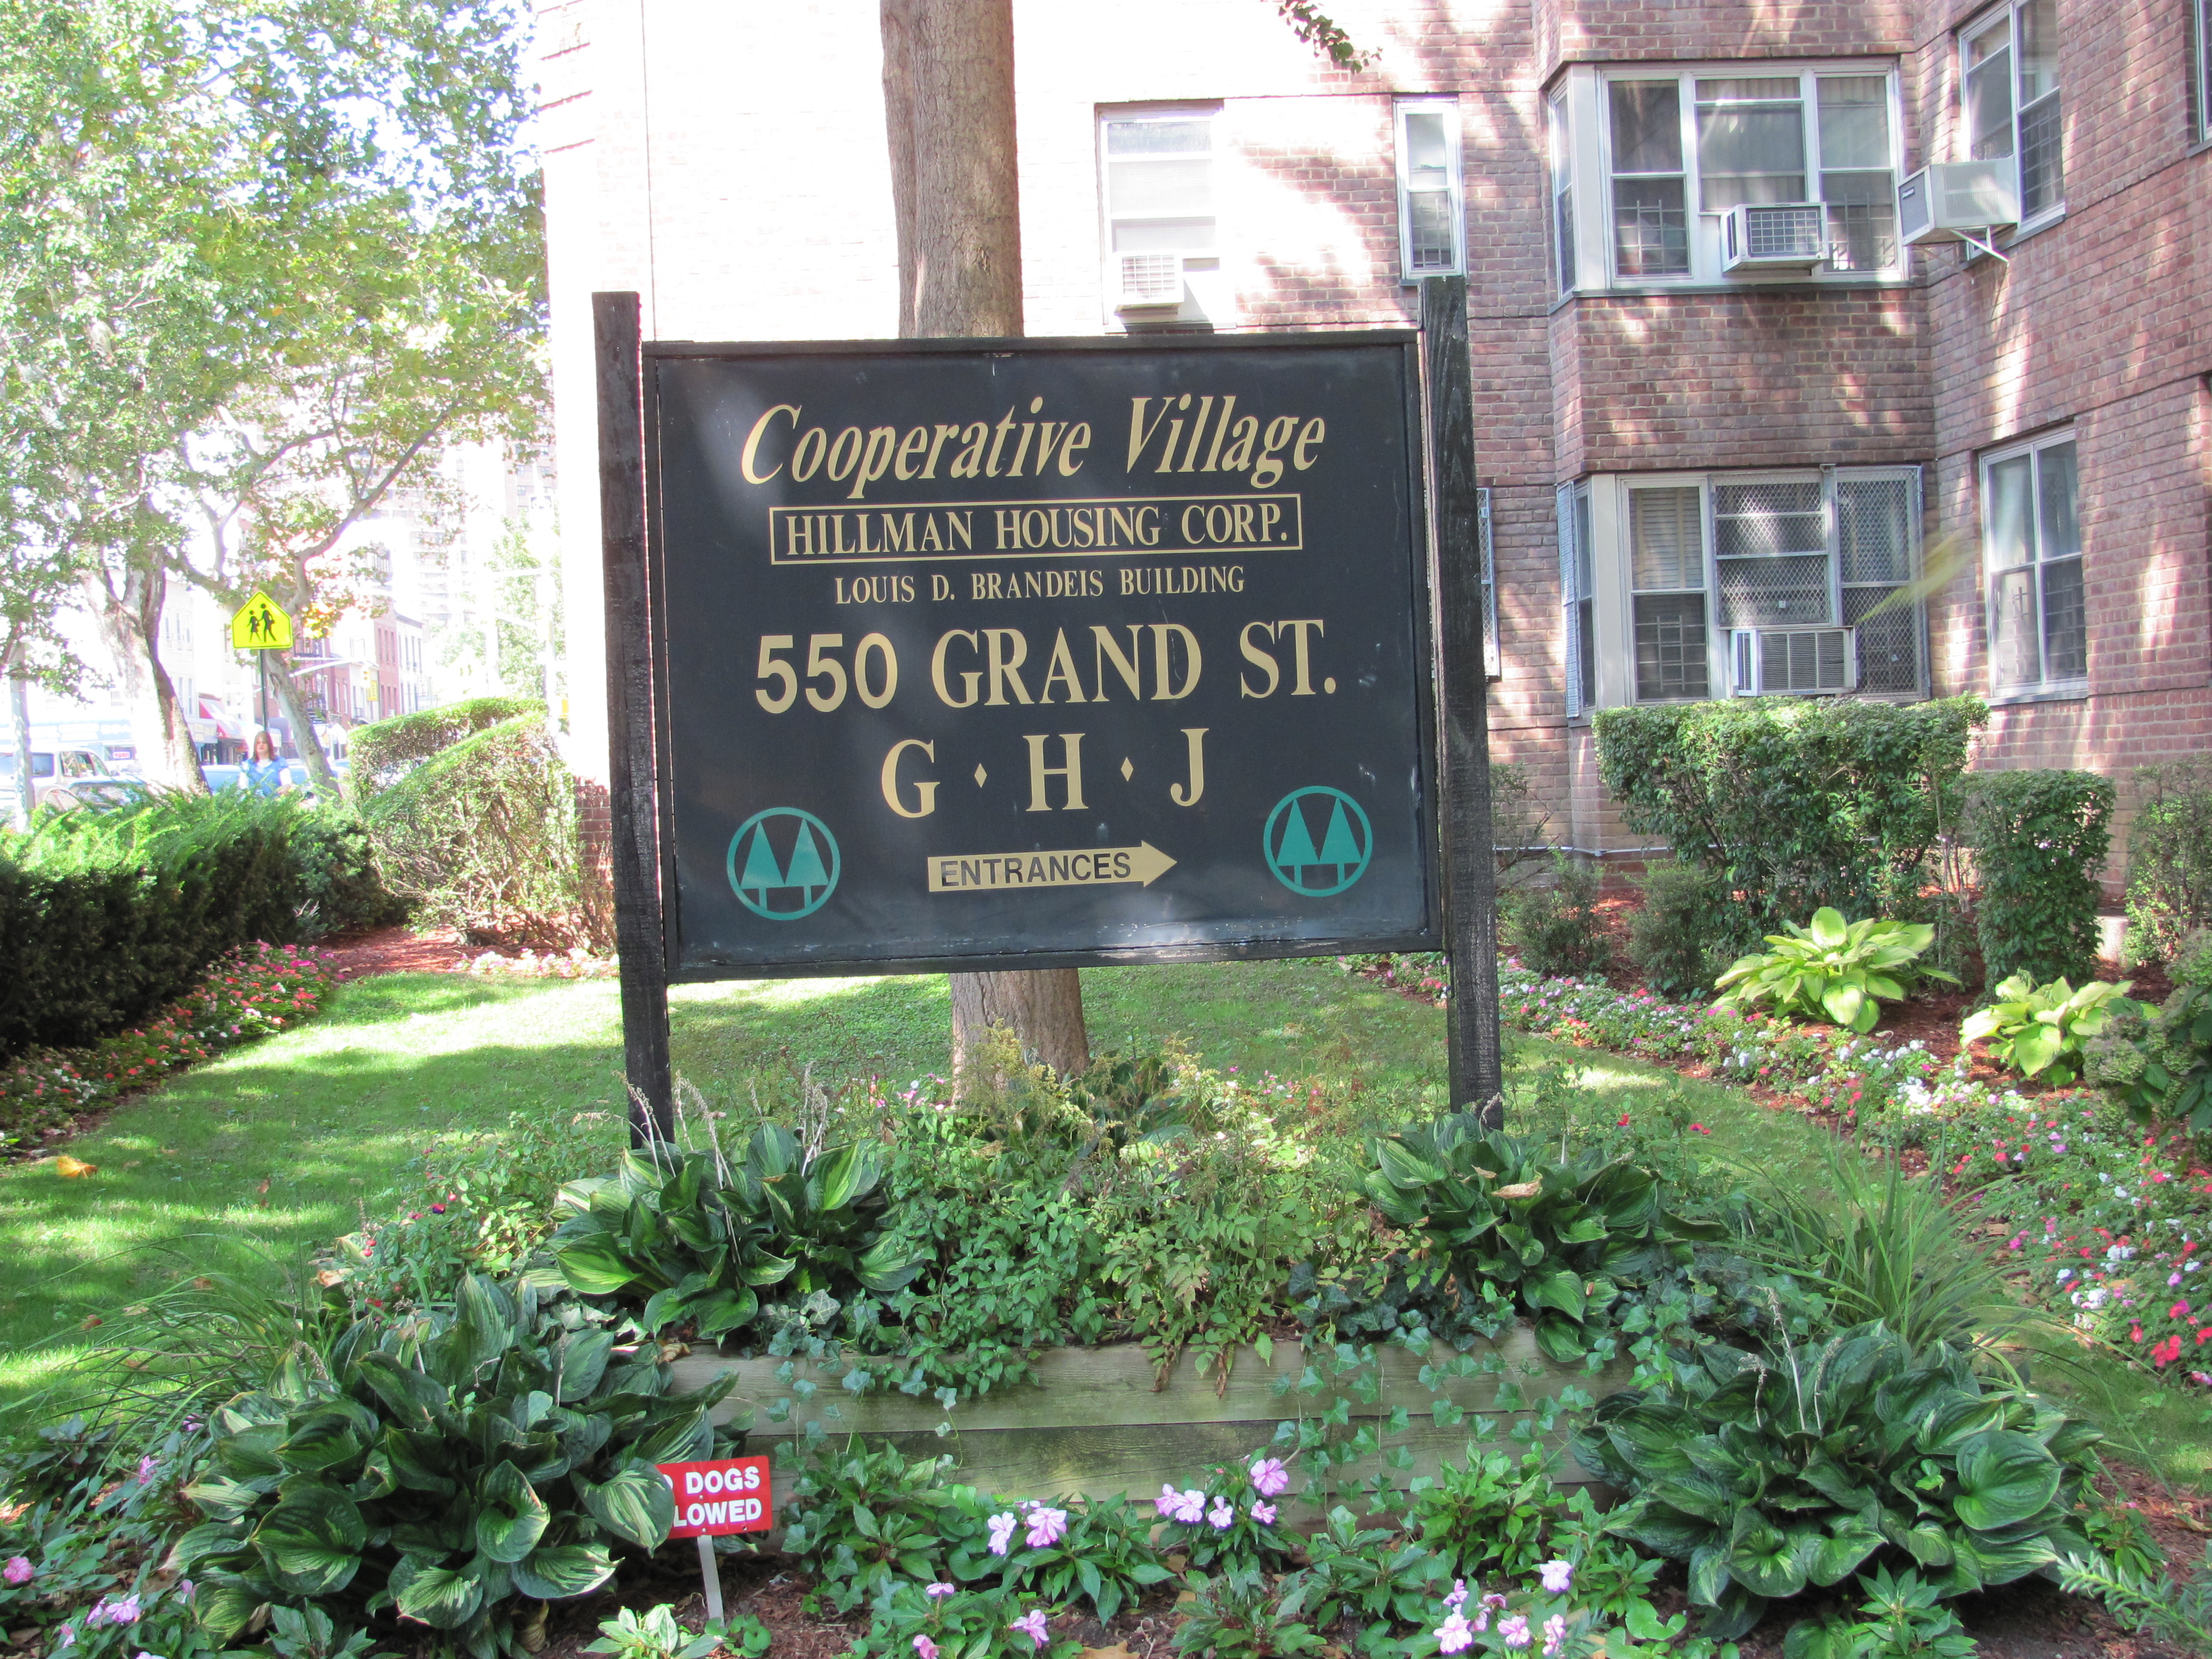 Cooperative Village
HILLMAN HOUSING CORP.
LOUIS D. BRANDEIS BUILDING
550 GRAND ST.
G · H · J
ENTRANCES
DOGS
LOWED